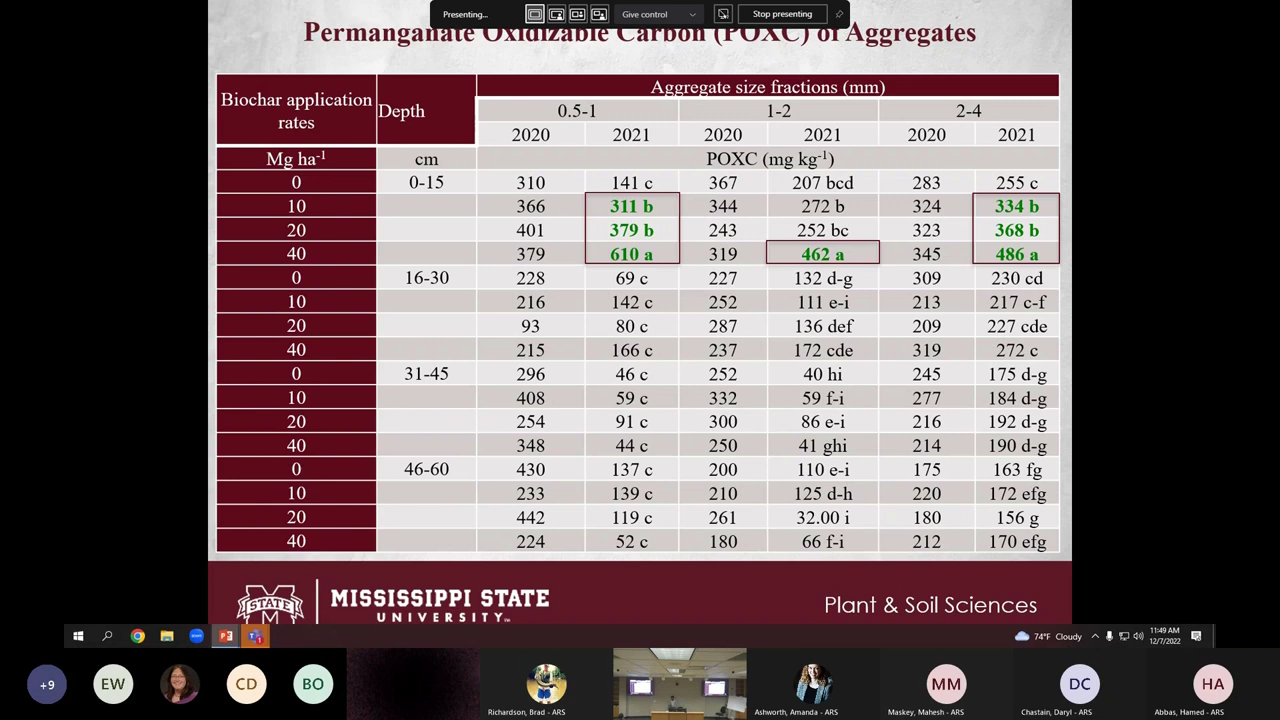 Presenting... Give control Stop presenting
Permanganate Oxidizable Carbon (POXC) of Aggregates
Biochar application rates Depth Aggregate size fractions (mm)
0.5-1 1-2 2-4
2020 2021 2020 2021 2020 2021
Mg ha-1 cm POXC (mg kg-1)
0 0-15 310 141 c 367 207 bcd 283 255 c
10 366 311 b 344 272 b 324 334 b
20 401 379 b 243 252 bc 323 368 b
40 379 610 a 319 462 a 345 486 a
0 16-30 228 69 c 227 132 d-g 309 230 cd
10 216 142 c 252 111 e-i 213 217 c-f
20 93 80 c 287 136 def 209 227 cde
40 215 166 c 237 172 cde 319 272 c
0 31-45 296 46 c 252 40 hi 245 175 d-g
10 408 59 c 332 59 f-i 277 184 d-g
20 254 91 c 300 86 e-i 216 192 d-g
40 348 44 c 250 41 ghi 214 190 d-g
0 46-60 430 137 c 200 110 e-i 175 163 fg
10 233 139 c 210 125 d-h 220 172 efg
20 442 119 c 261 32.00 i 180 156 g
40 224 52 c 180 66 f-i 212 170 efg
STATE
MISSISSIPPI STATE
UNIVERSITY™
Plant & Soil Sciences
74°F Cloudy 11:49 AM
12/7/2022
+9 EW CD BO MM DC HA
Richardson, Brad - ARS Ashworth, Amanda - ARS Maskey, Mahesh - ARS Chastain, Daryl - ARS Abbas, Hamed - ARS